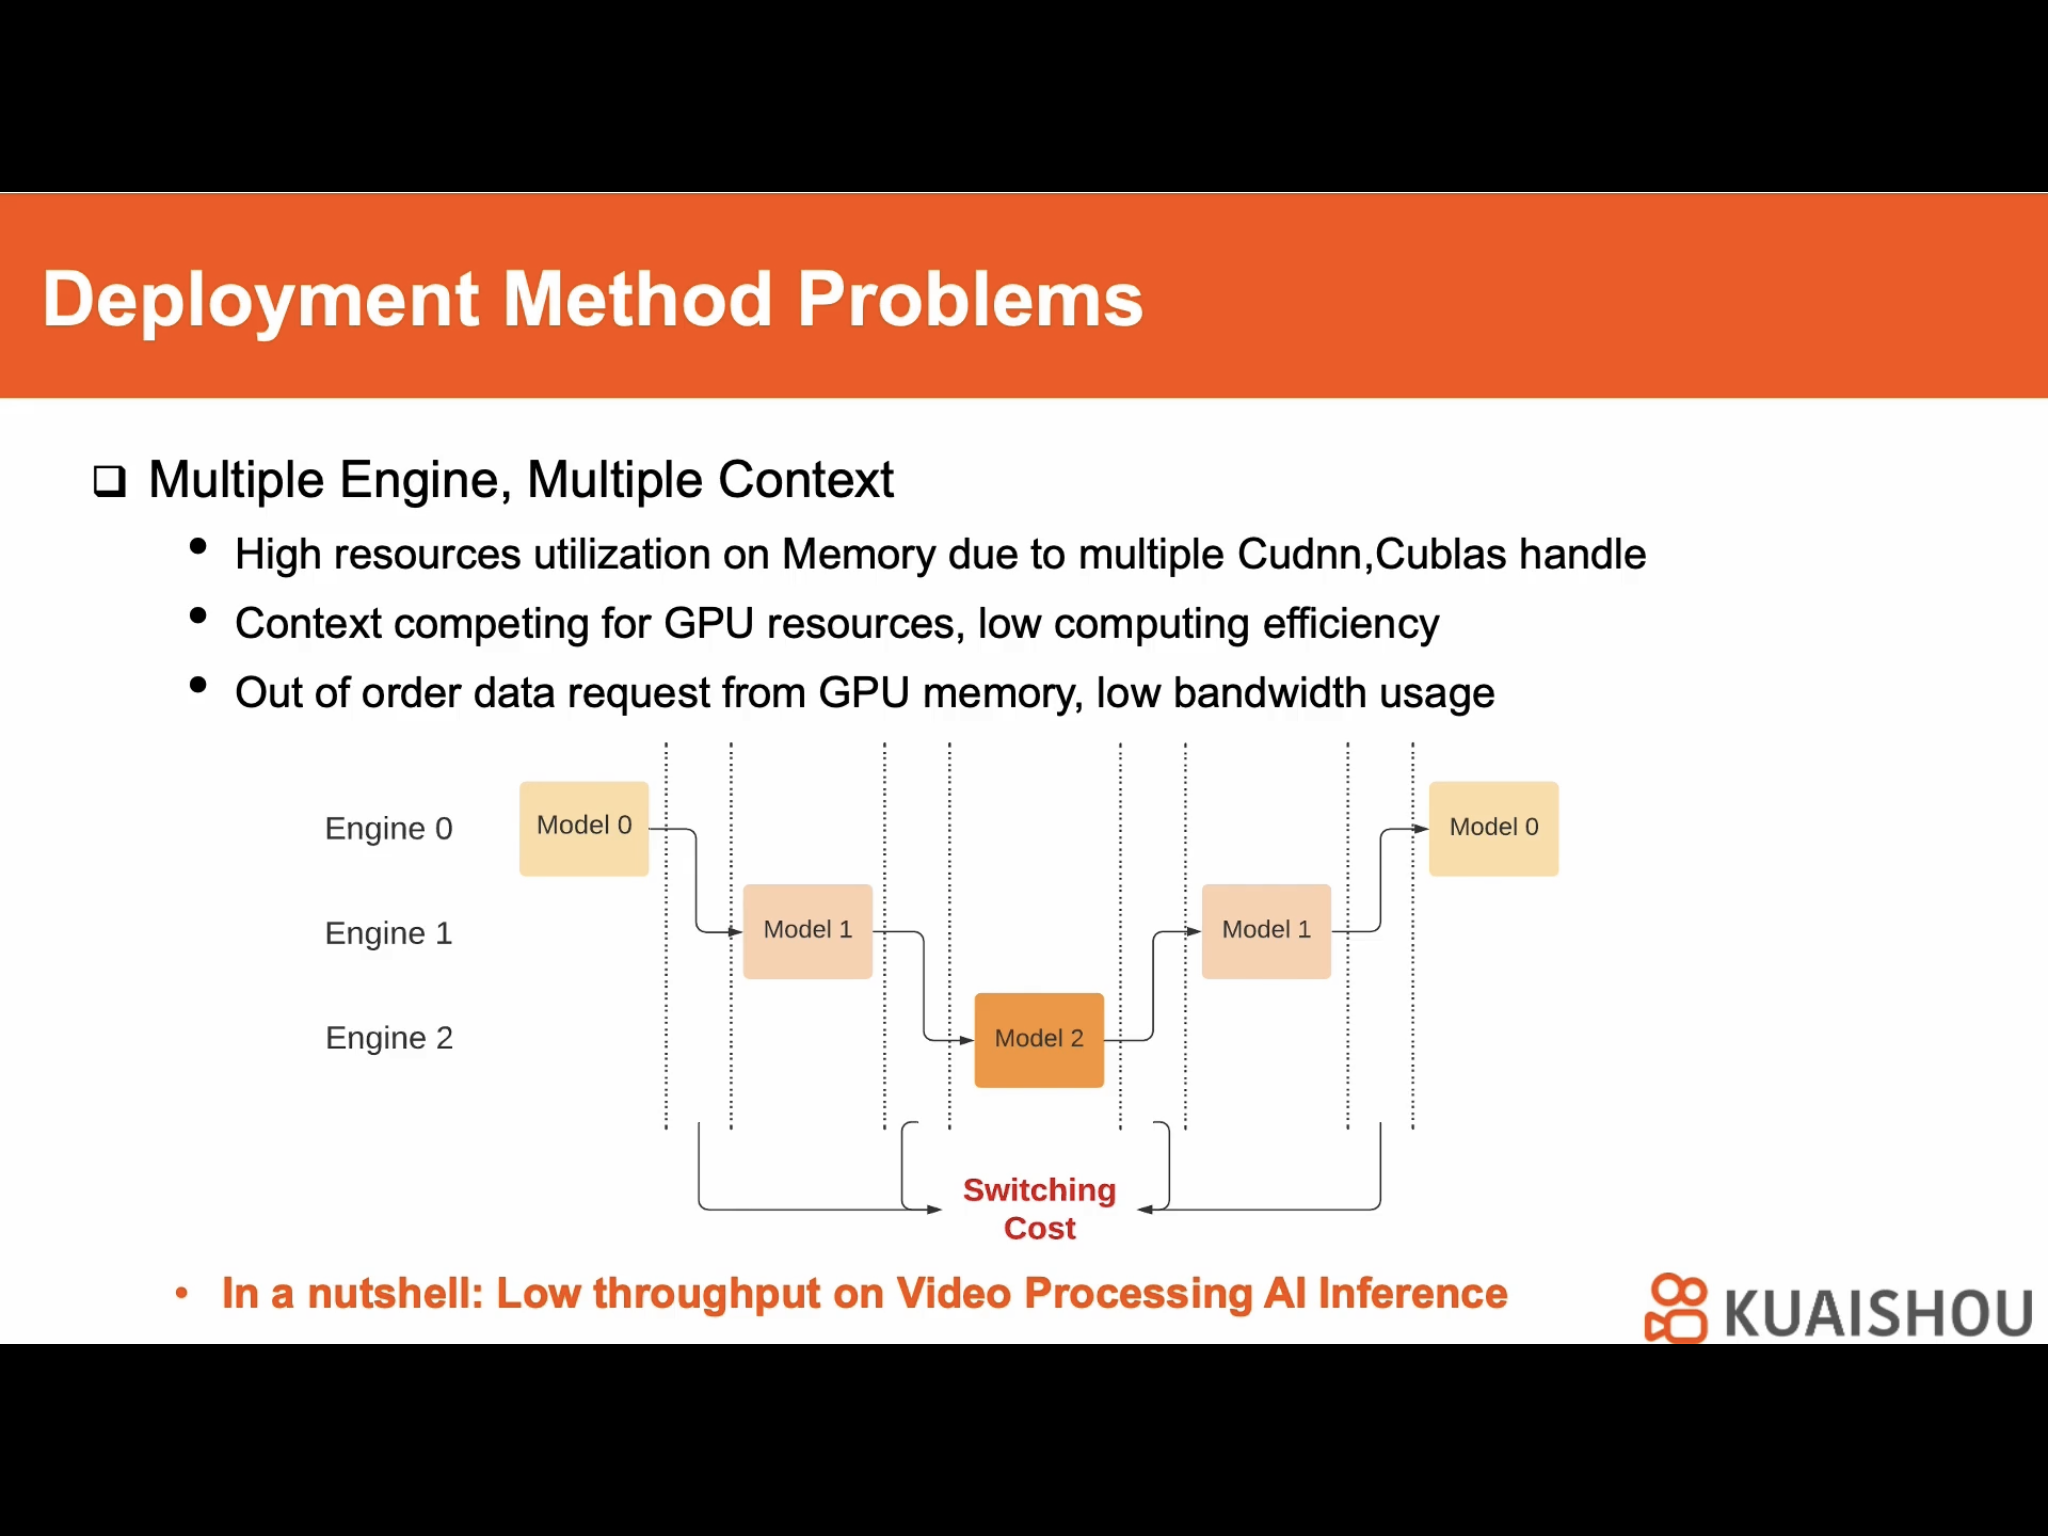 Deployment Method Problems
Multiple Engine, Multiple Context
High resources utilization on Memory due to multiple Cudnn,Cublas handle
Context competing for GPU resources, low computing efficiency
Out of order data request from GPU memory, low bandwidth usage
Engine 0
Model 0
Model 0
Engine 1
Model 1
Model 1
Engine 2
Model 2
Switching
Cost
In a nutshell: Low throughput on Video Processing AI Inference
KUAISHOU